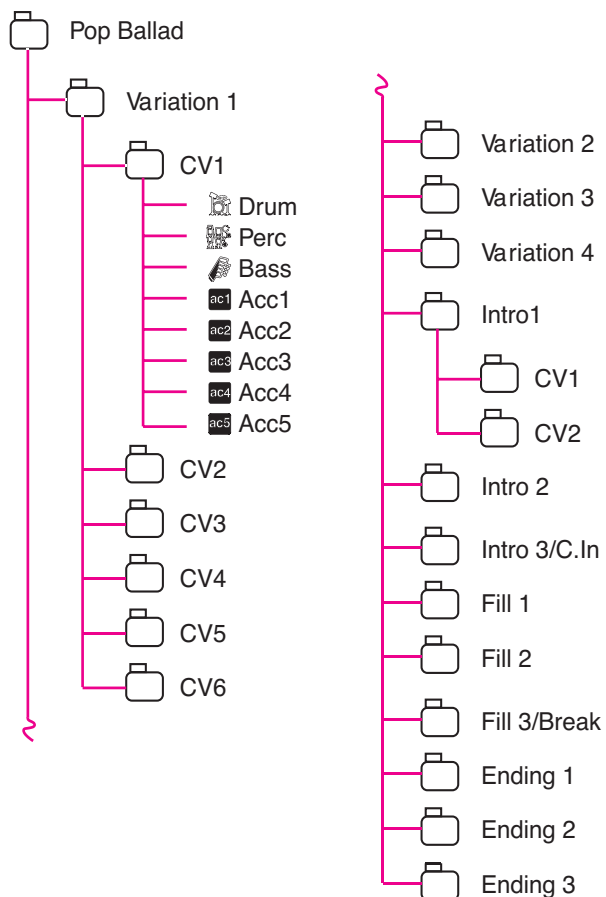 Pop Ballad
Variation 1
CV1
Drum
Perc
Bass
ac1 Acc1
ac2 Acc2
ac3 Acc3
ac4 Acc4
ac5 Acc5
CV2
CV3
CV4
CV5
CV6
Variation 2
Variation 3
Variation 4
Intro1
CV1
CV2
Intro 2
Intro 3/C.In
Fill 1
Fill 2
Fill 3/Break
Ending 1
Ending 2
Ending 3